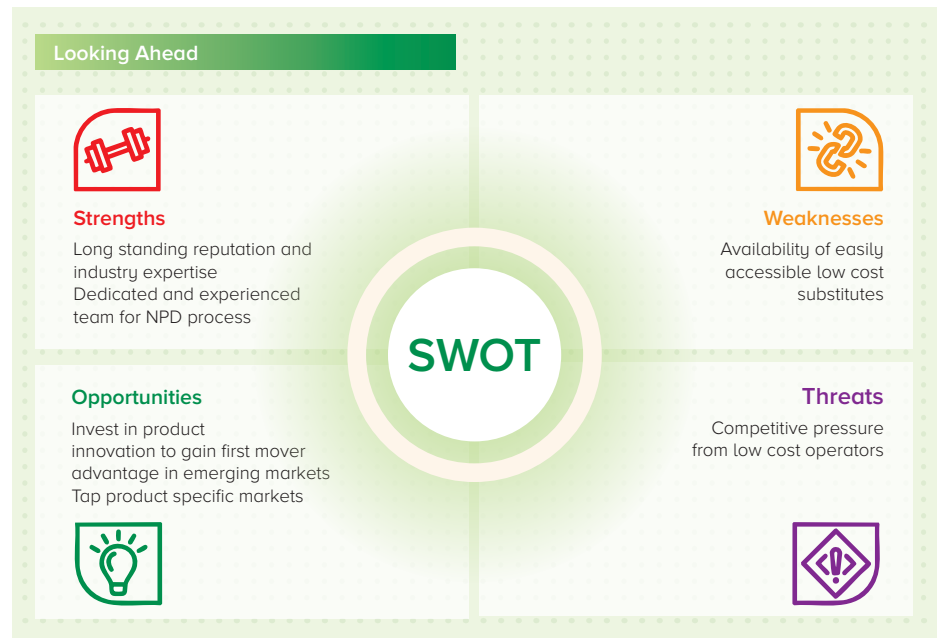 Looking Ahead
Strengths
Long standing reputation and
industry expertise
Dedicated and experienced
team for NPD process
Weaknesses
Availability of easily
accessible low cost
substitutes
SWOT
Opportunities
Invest in product
innovation to gain first mover
advantage in emerging markets
Tap product specific markets
Threats
Competitive pressure
from low cost operators